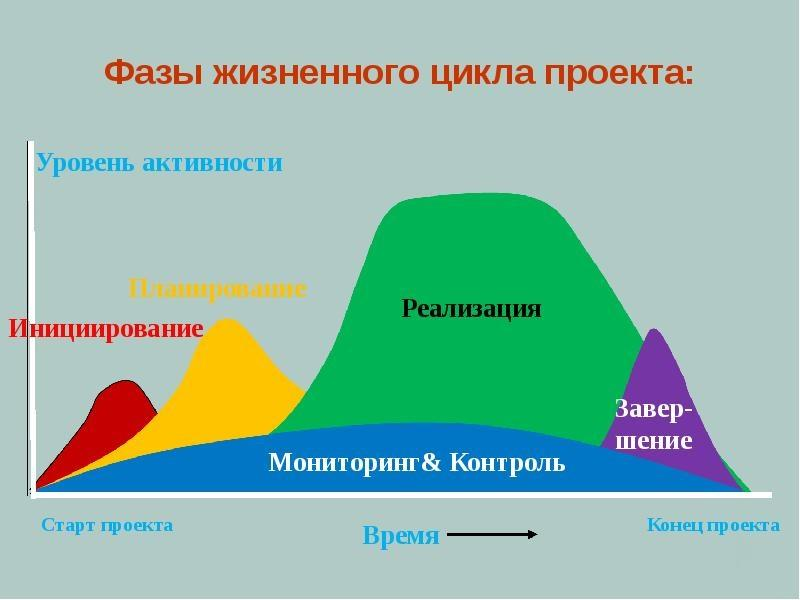 Фазы жизненного цикла проекта:
Уровень активности
Планирование
Инициирование
Реализация
Завер-
шение
Мониторинг& Контроль
Старт проекта
Время
Конец проекта